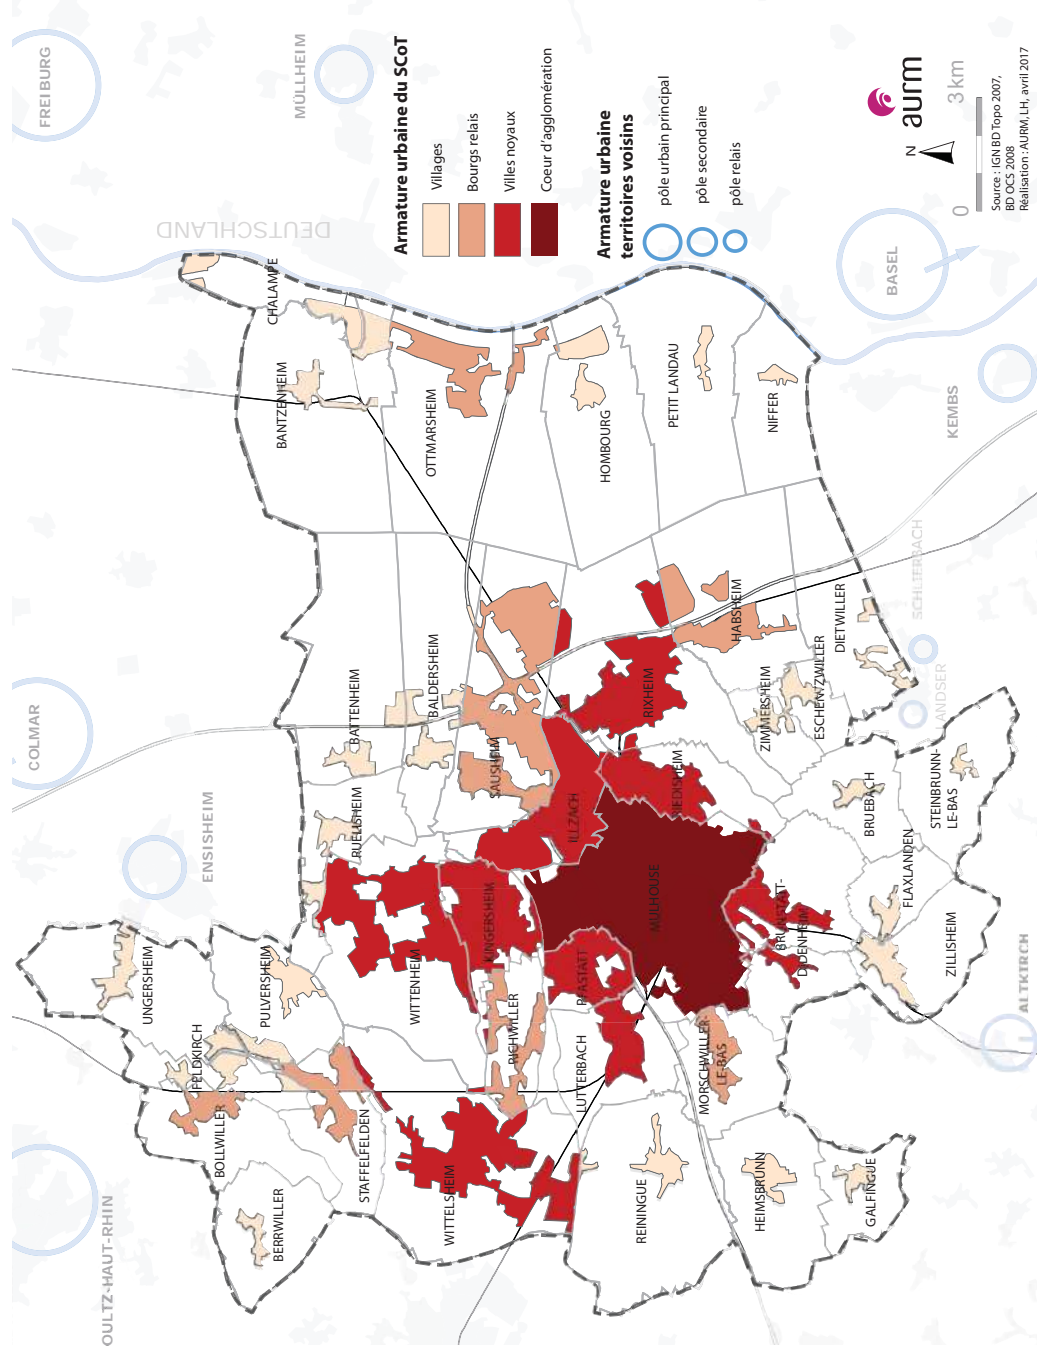 Armature urbaine du SCoT
Villages
Bourgs relais
Villes noyaux
Coeur d'agglomération
Armature urbaine
territoires voisins
pôle urbain principal
pôle secondaire
pôle relais
aurm
N
0
3 km
Source : IGN BD Topo 2007,
BD OCS 2008
Réalisation : AURM, LH, avril 2017
FREIBURG
MÜLLHEIM
DEUTSCHLAND
BASEL
KEMBS
SCHLIERBACH
LANDSER
ALTKIRCH
COLMAR
ENSISHEIM
OULTZ-HAUT-RHIN
CHALAMPE
BANTZENHEIM
OTTMARSHEIM
HOMBOURG
PETIT LANDAU
NIFFER
BATTENHEIM
BALDERSHEIM
SAUSHEIM
RUELISHEIM
HABSHEIM
DIETWILLER
ESCHENTZWILLER
ZIMMERSHEIM
RIXHEIM
RIEDISHEIM
ILLZACH
MULHOUSE
KINGERSHEIM
WITTENHEIM
PFASTATT
BRUNSTATT-
DIDENHEIM
BRUEBACH
STEINBRUNN-
LE-BAS
FLAXLANDEN
ZILLISHEIM
UNGERSHEIM
PULVERSHEIM
FELDKIRCH
BOLLWILLER
BERRWILLER
STAFFELFELDEN
WITTELSHEIM
RICHWILLER
LUTTERBACH
REININGUE
MORSCHWILLER-
LE-BAS
HEIMSBRUNN
GALFINGUE